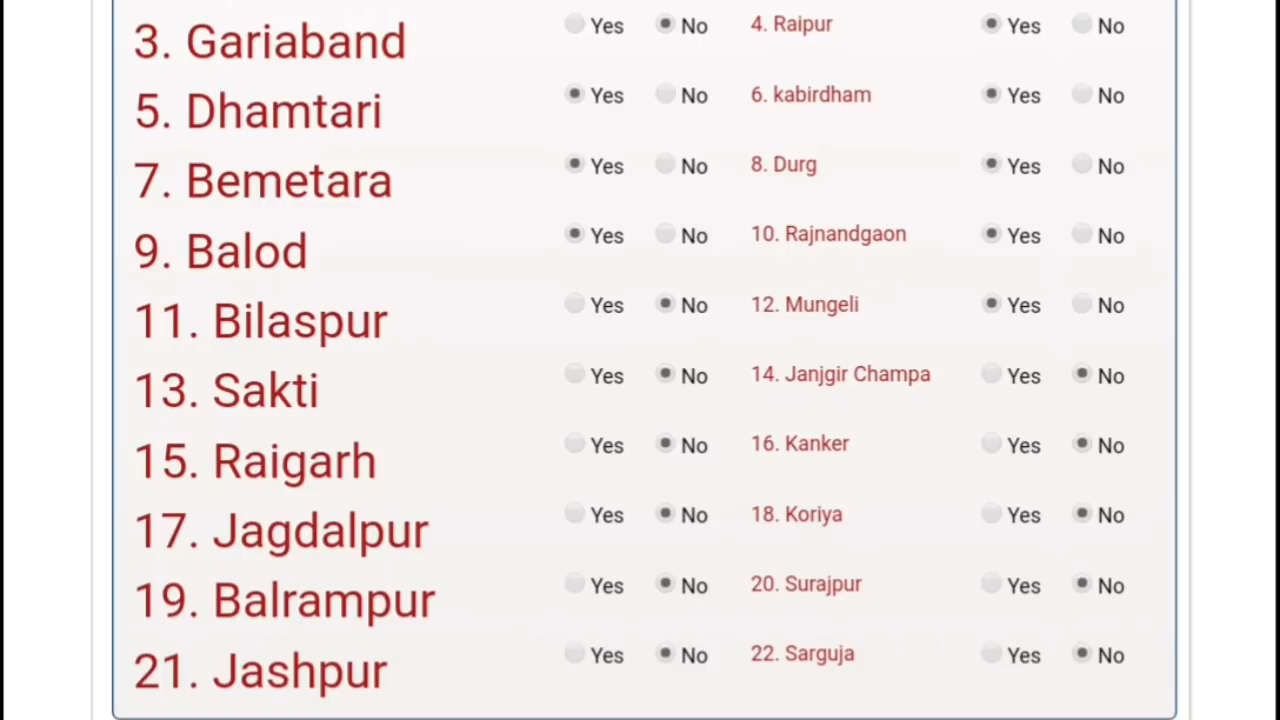 3. Gariaband Yes No 4. Raipur Yes No
5. Dhamtari Yes No 6. kabirdham Yes No
7. Bemetara Yes No 8. Durg Yes No
9. Balod Yes No 10. Rajnandgaon Yes No
11. Bilaspur Yes No 12. Mungeli Yes No
13. Sakti Yes No 14. Janjgir Champa Yes No
15. Raigarh Yes No 16. Kanker Yes No
17. Jagdalpur Yes No 18. Koriya Yes No
19. Balrampur Yes No 20. Surajpur Yes No
21. Jashpur Yes No 22. Sarguja Yes No